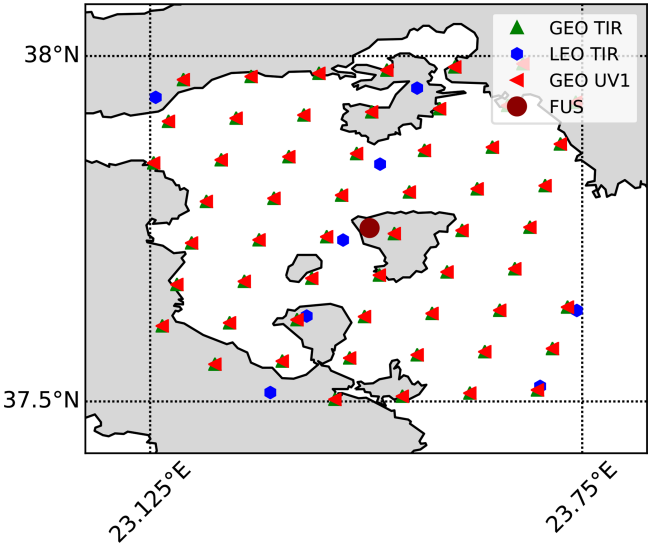 GEO TIR
LEO TIR
GEO UV1
FUS
38°N
37.5°N
23.125°E
23.75°E